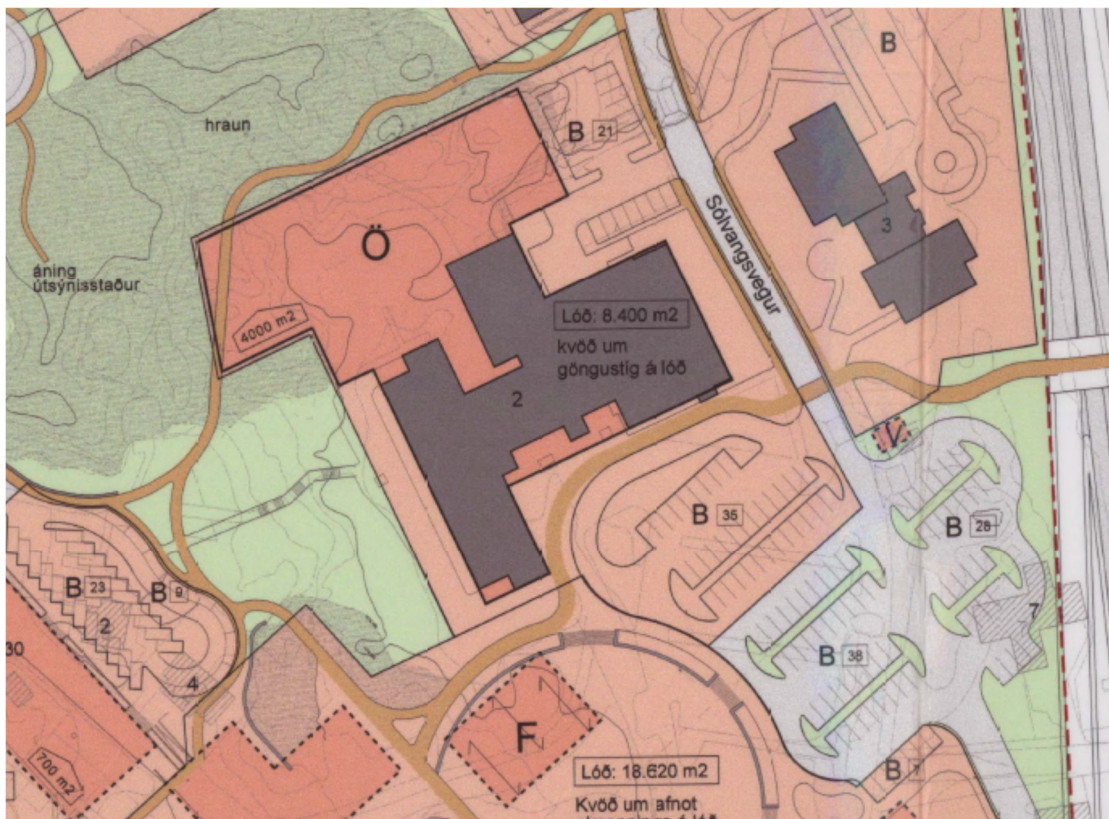 B
hraun
B 21
Sólvangsvegur
3
Ö
áning
útsýnisstaður
4000 m2
Lóð: 8.400 m2
kvöð um
göngustíg á lóð
2
V
B 35
B 28
B 23
B 9
2
7
30
4
B 38
F
700 m2
Lóð: 18.620 m2
B
Kvöð um afnot